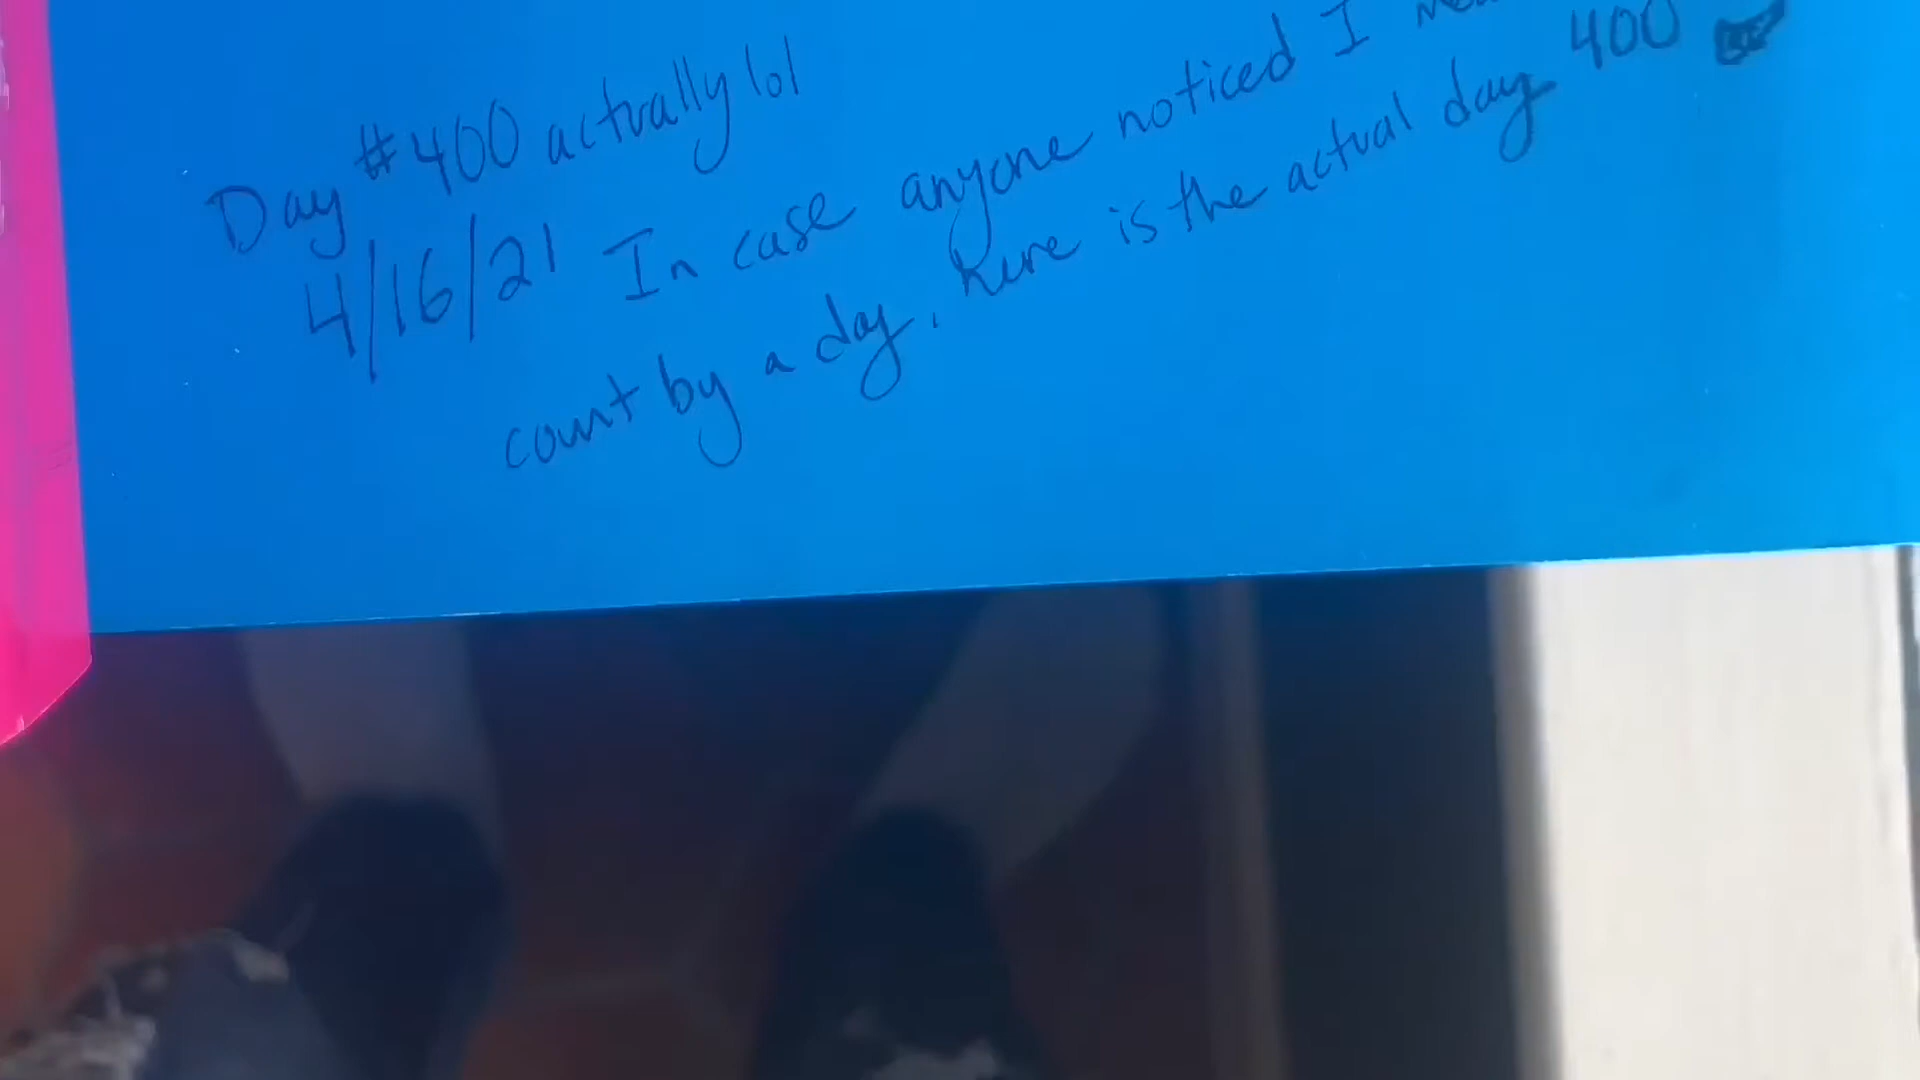 Day #400 actually lol
4/16/21 In case anyone noticed I
count by a day, here is the actual day 400